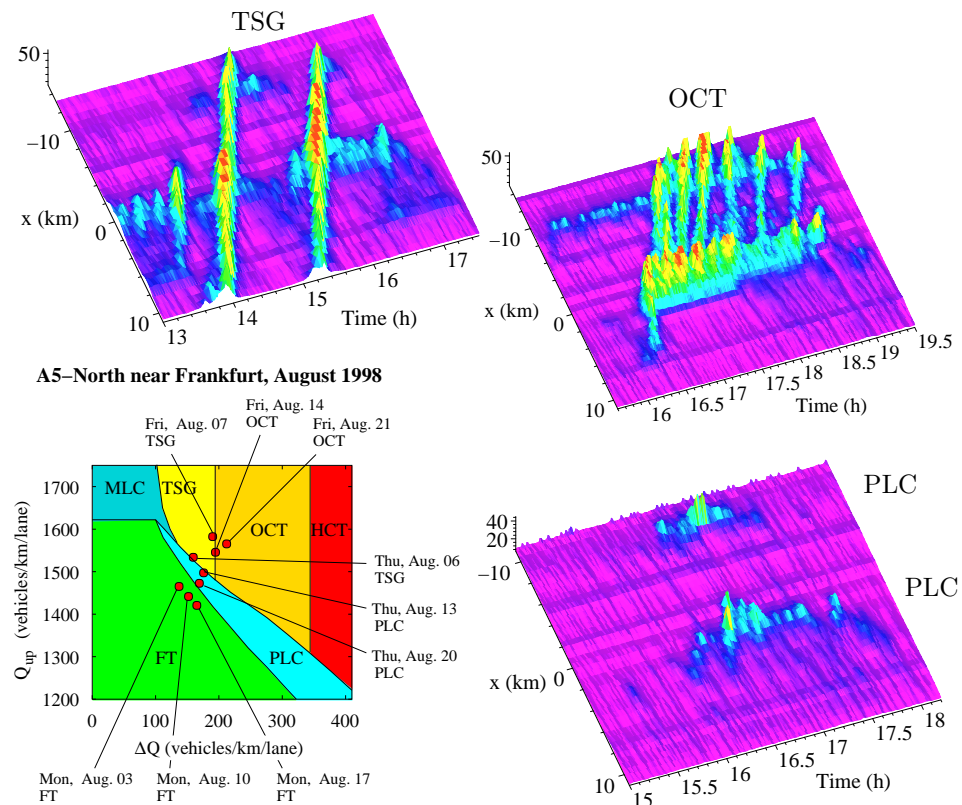 TSG
50
−10
x (km)
0
10
13
14
15
16
17
Time (h)
OCT
50
−10
x (km)
0
10
16
16.5
17
17.5
18
18.5
19
19.5
Time (h)
A5−North near Frankfurt, August 1998
Fri, Aug. 14
OCT
Fri, Aug. 07
TSG
Fri, Aug. 21
OCT
Q_up (vehicles/km/lane)
1700
1600
1500
1400
1300
1200
MLC
TSG
OCT
HCT
FT
PLC
Thu, Aug. 06
TSG
Thu, Aug. 13
PLC
Thu, Aug. 20
PLC
0
100
200
300
400
ΔQ (vehicles/km/lane)
Mon, Aug. 03
FT
Mon, Aug. 10
FT
Mon, Aug. 17
FT
PLC
PLC
40
20
−10
x (km)
0
10
15
15.5
16
16.5
17
17.5
18
Time (h)